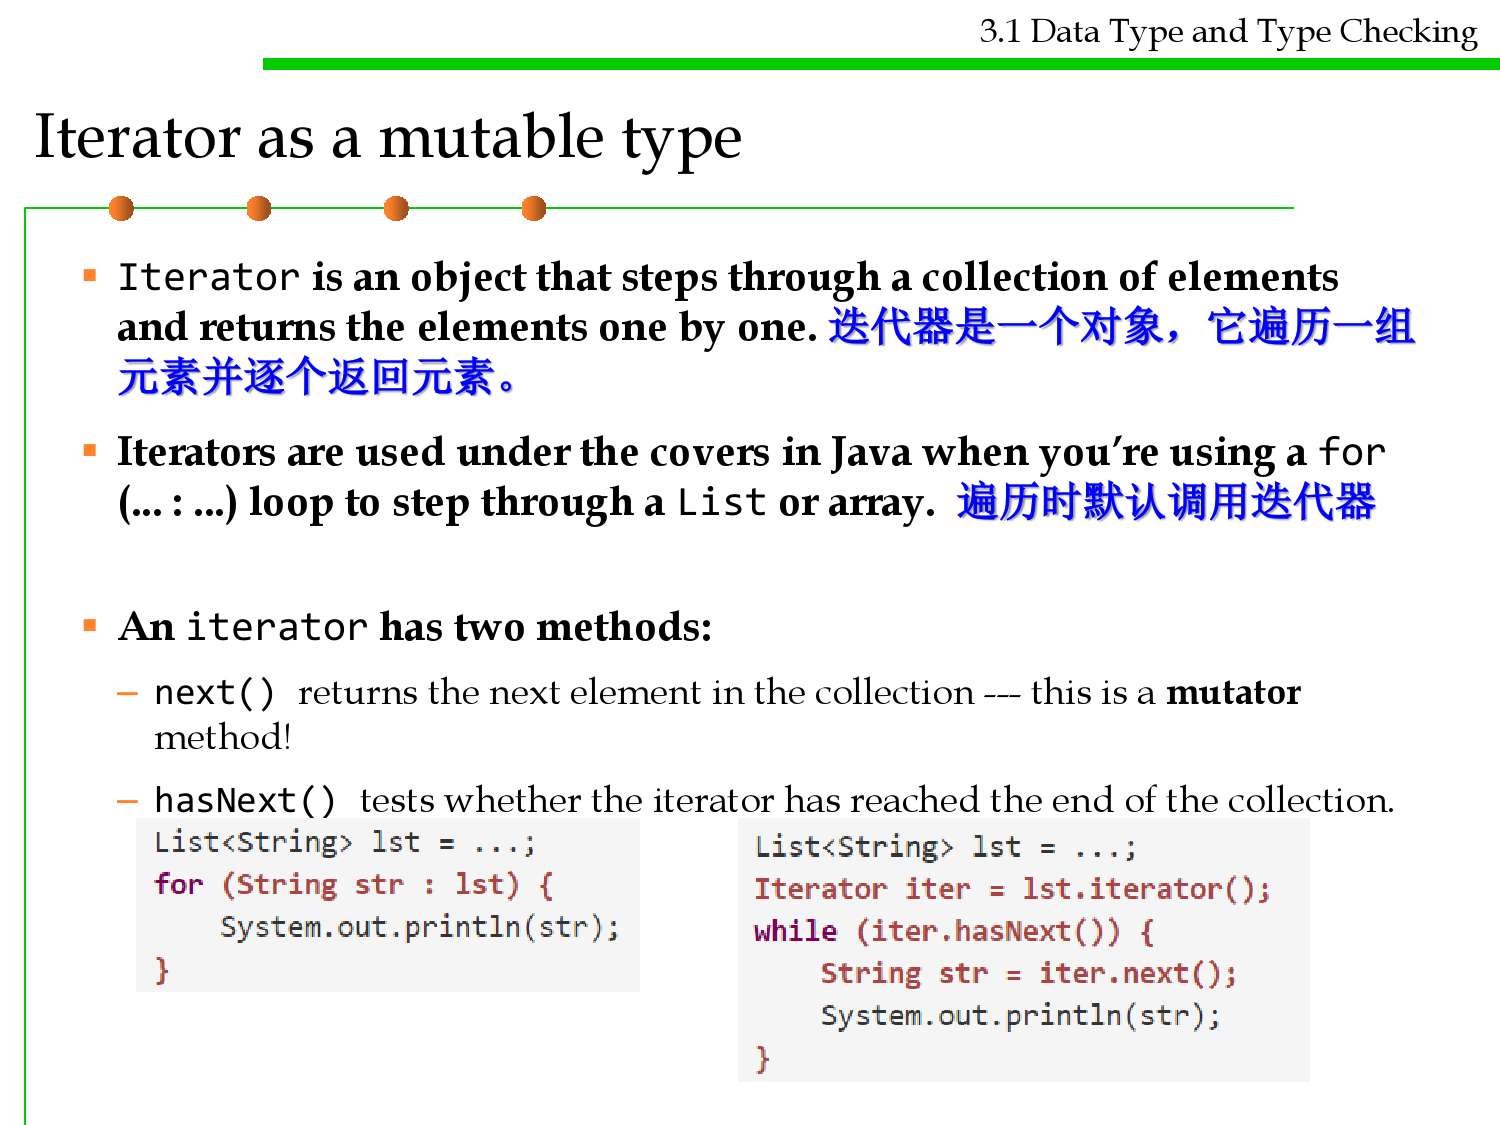 3.1 Data Type and Type Checking
Iterator as a mutable type
▪ Iterator is an object that steps through a collection of elements
and returns the elements one by one. 迭代器是一个对象，它遍历一组
元素并逐个返回元素。
▪ Iterators are used under the covers in Java when you’re using a for
(... : ...) loop to step through a List or array. 遍历时默认调用迭代器
▪ An iterator has two methods:
– next() returns the next element in the collection --- this is a mutator
method!
– hasNext() tests whether the iterator has reached the end of the collection.
List<String> lst = ...;
for (String str : lst) {
    System.out.println(str);
}
List<String> lst = ...;
Iterator iter = lst.iterator();
while (iter.hasNext()) {
    String str = iter.next();
    System.out.println(str);
}